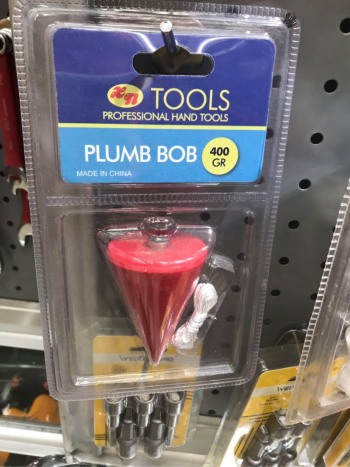 TOOLS
PROFESSIONAL HAND TOOLS
PLUMB BOB
400
GR
MADE IN CHINA